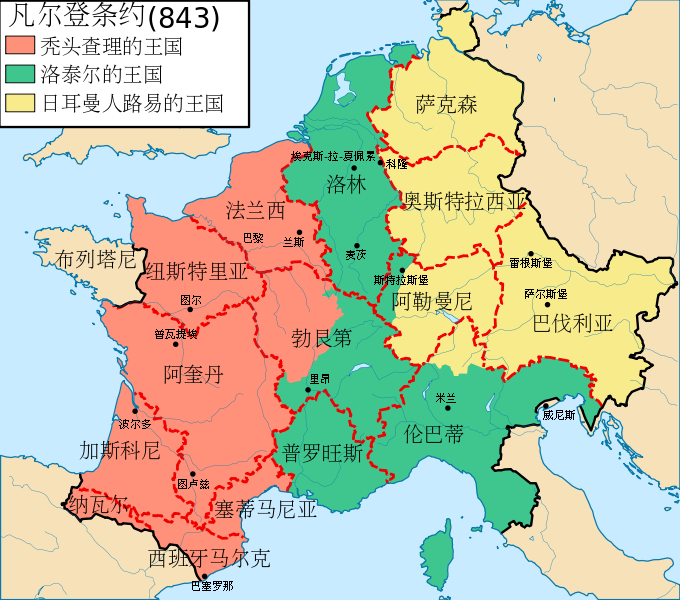 凡尔登条约(843)
秃头查理的王国
洛泰尔的王国
日耳曼人路易的王国
萨克森
埃克斯-拉-夏佩累
科隆
洛林
奥斯特拉西亚
法兰西
巴黎
兰斯
麦茨
布列塔尼
纽斯特里亚
雷根斯堡
斯特拉斯堡
萨尔斯堡
图尔
阿勒曼尼
巴伐利亚
普瓦提埃
勃艮第
阿奎丹
里昂
米兰
波尔多
威尼斯
加斯科尼
普罗旺斯
伦巴蒂
图卢兹
纳瓦尔
塞蒂马尼亚
西班牙马尔克
巴塞罗那